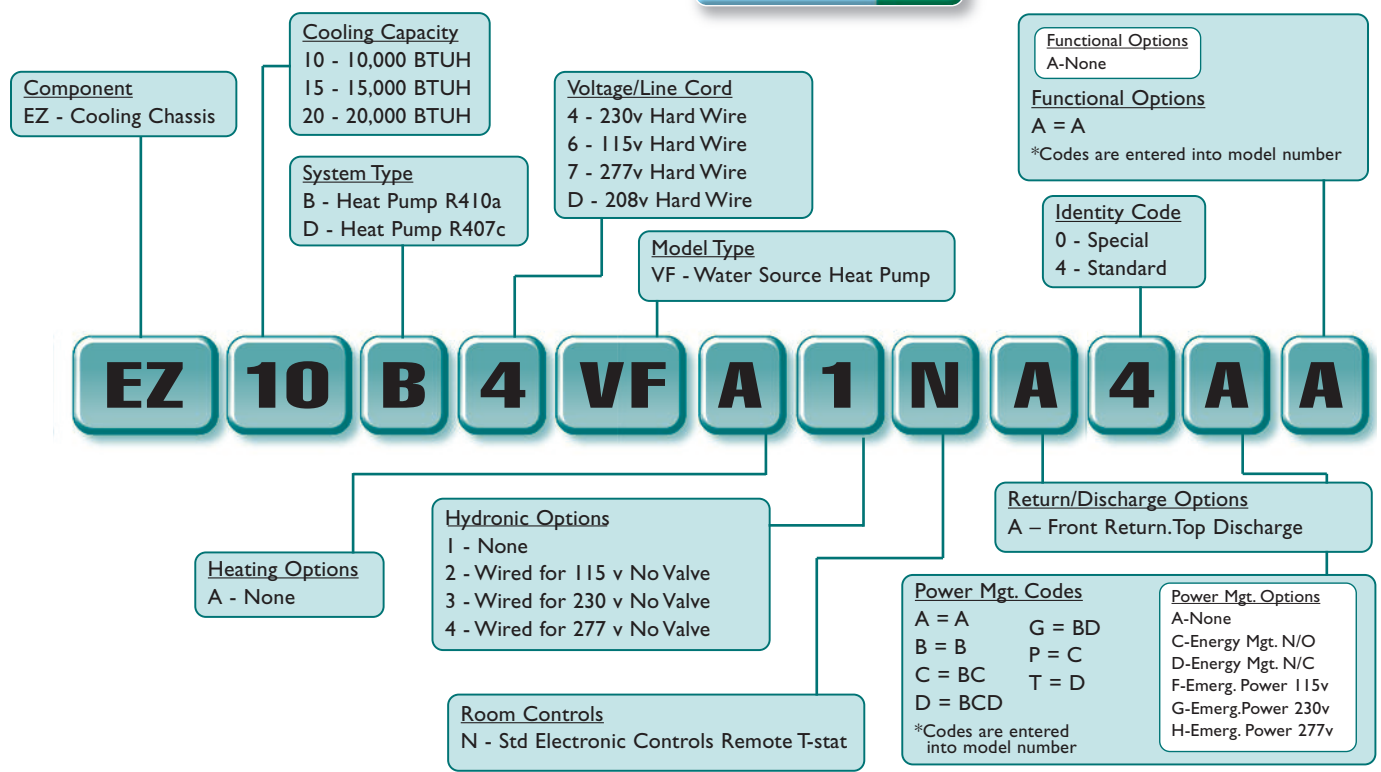 Component
EZ - Cooling Chassis
Cooling Capacity
10 - 10,000 BTUH
15 - 15,000 BTUH
20 - 20,000 BTUH
System Type
B - Heat Pump R410a
D - Heat Pump R407c
Voltage/Line Cord
4 - 230v Hard Wire
6 - 115v Hard Wire
7 - 277v Hard Wire
D - 208v Hard Wire
Model Type
VF - Water Source Heat Pump
Functional Options
A-None
Functional Options
A = A
*Codes are entered into model number
Identity Code
0 - Special
4 - Standard
EZ 10 B 4 VF A 1 N A 4 A A
Heating Options
A - None
Hydronic Options
1 - None
2 - Wired for 115 v No Valve
3 - Wired for 230 v No Valve
4 - Wired for 277 v No Valve
Room Controls
N - Std Electronic Controls Remote T-stat
Return/Discharge Options
A – Front Return.Top Discharge
Power Mgt. Codes
A = A
B = B
C = BC
D = BCD
G = BD
P = C
T = D
*Codes are entered
into model number
Power Mgt. Options
A-None
C-Energy Mgt. N/O
D-Energy Mgt. N/C
F-Emerg. Power 115v
G-Emerg.Power 230v
H-Emerg. Power 277v